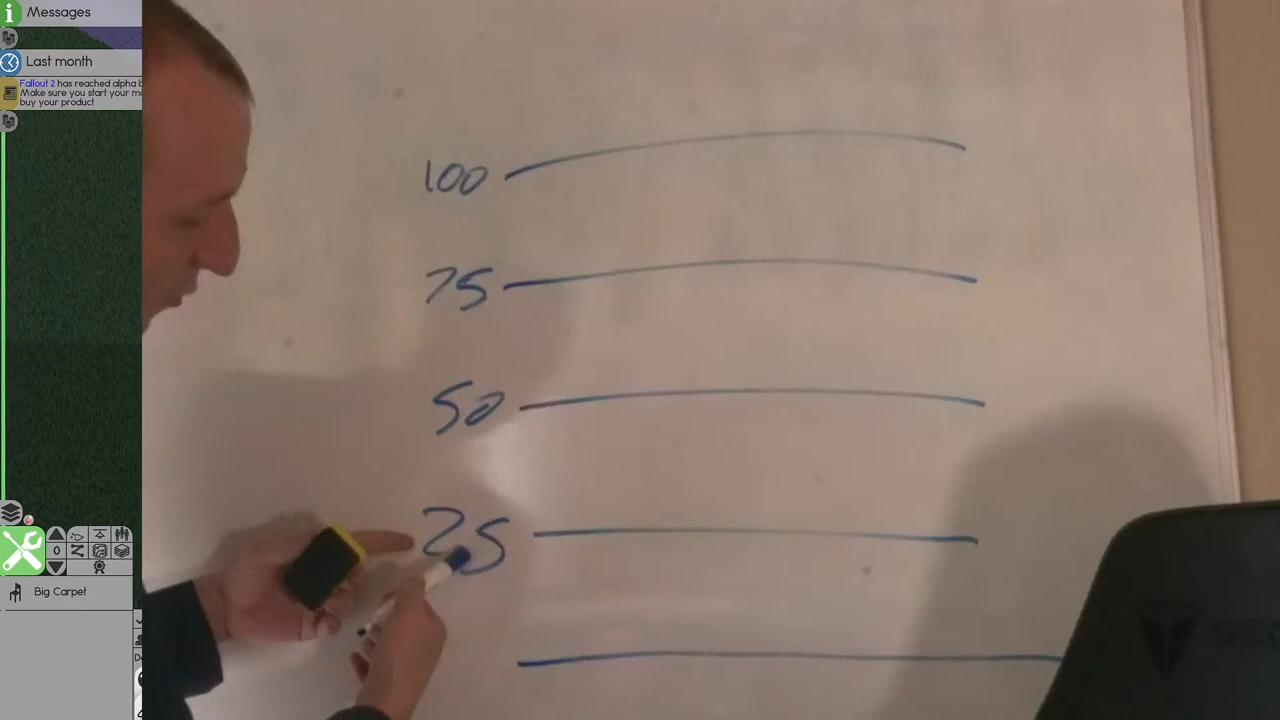 Messages
Last month
Fallout 2 has reached alpha
Make sure you start your
buy your product
100
75
50
25
0
Big Carpet